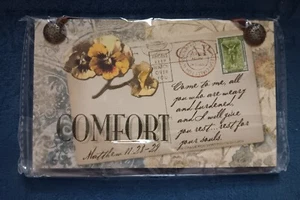 CAR
COMFORT
Matthew 11:28-29
Come to me, all
you who are weary
and burdened,
and I will give
you rest... rest for
your souls.